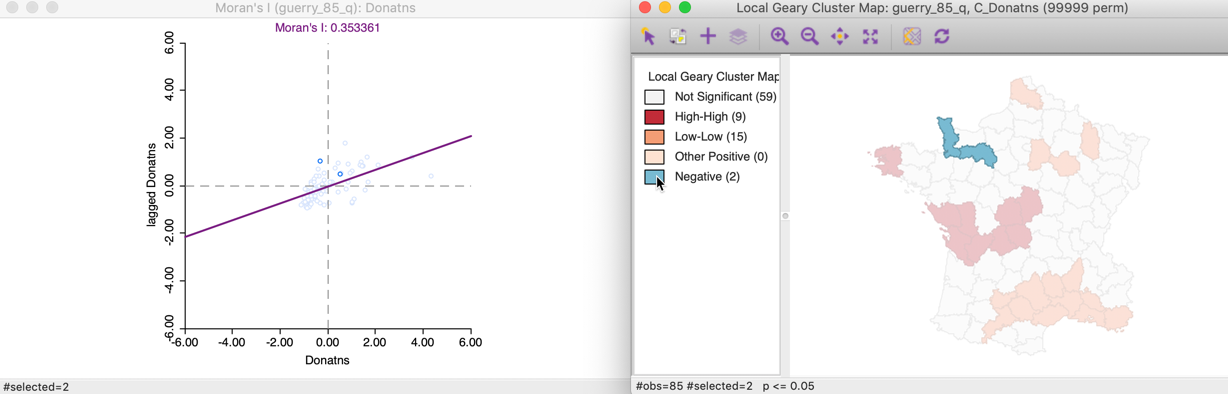 Moran's I (guerry_85_q): Donatns
Moran's I: 0.353361
6.00
4.00
2.00
0.00
-2.00
-4.00
-6.00
lagged Donatns
-6.00 -4.00 -2.00 0.00 2.00 4.00 6.00
Donatns
#selected=2
Local Geary Cluster Map: guerry_85_q, C_Donatns (99999 perm)
Local Geary Cluster Map
Not Significant (59)
High-High (9)
Low-Low (15)
Other Positive (0)
Negative (2)
#obs=85 #selected=2 p <= 0.05